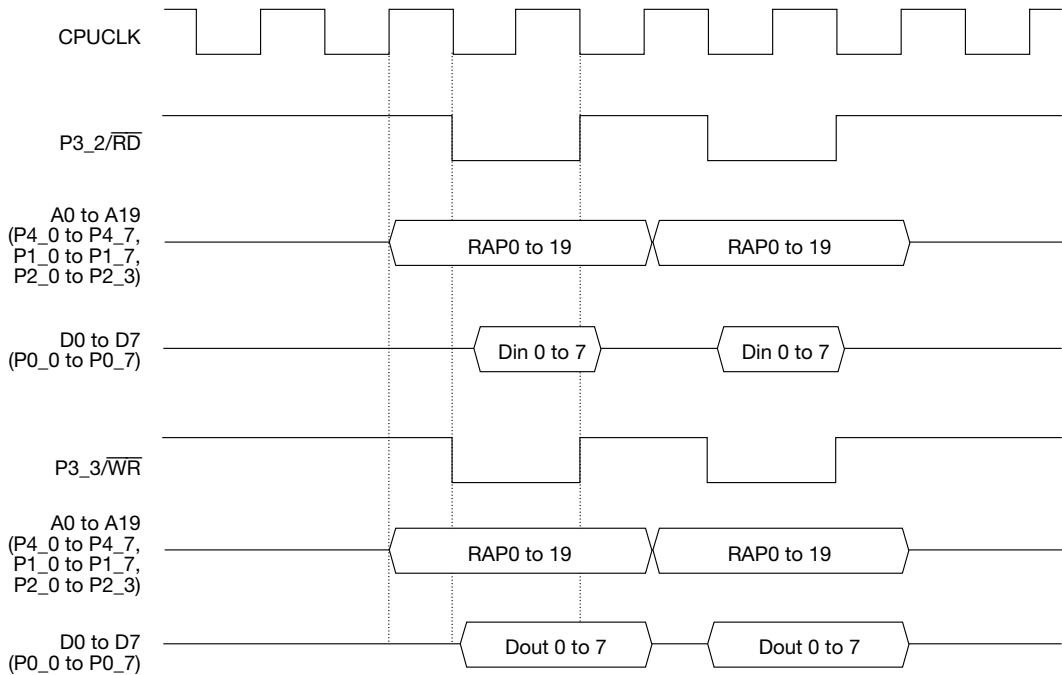 CPUCLK
P3_2/R̅D̅
A0 to A19
(P4_0 to P4_7,
P1_0 to P1_7,
P2_0 to P2_3)
RAP0 to 19
RAP0 to 19
D0 to D7
(P0_0 to P0_7)
Din 0 to 7
Din 0 to 7
P3_3/W̅R̅
A0 to A19
(P4_0 to P4_7,
P1_0 to P1_7,
P2_0 to P2_3)
RAP0 to 19
RAP0 to 19
D0 to D7
(P0_0 to P0_7)
Dout 0 to 7
Dout 0 to 7